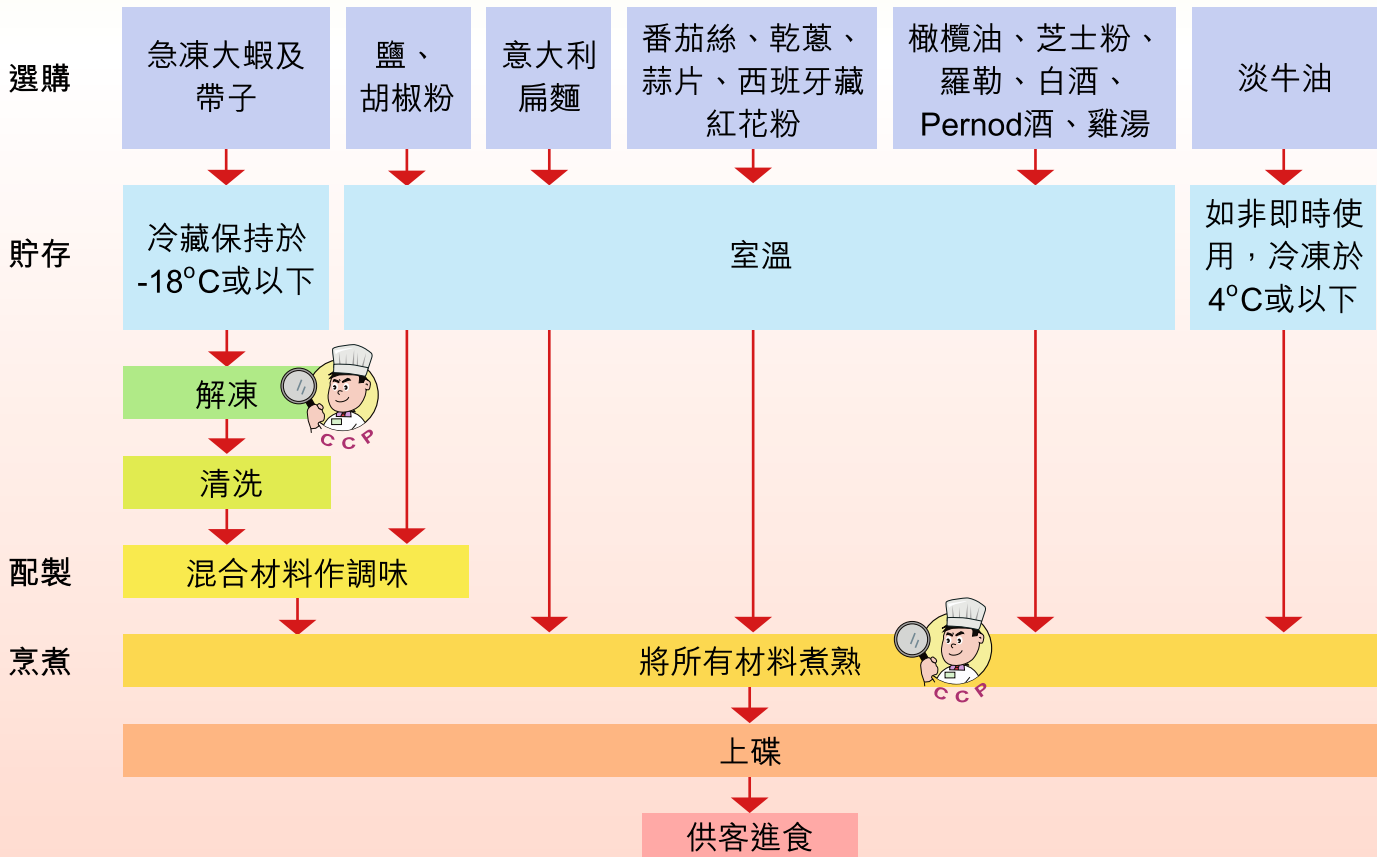 選購
急凍大蝦及
帶子
鹽、
胡椒粉
意大利
扁麵
番茄絲、乾蔥、
蒜片、西班牙藏
紅花粉
橄欖油、芝士粉、
羅勒、白酒、
Pernod酒、雞湯
淡牛油
貯存
冷藏保持於
-18°C或以下
室溫
如非即時使
用，冷凍於
4°C或以下
解凍
CCP
清洗
配製
混合材料作調味
烹煮
將所有材料煮熟
CCP
上碟
供客進食